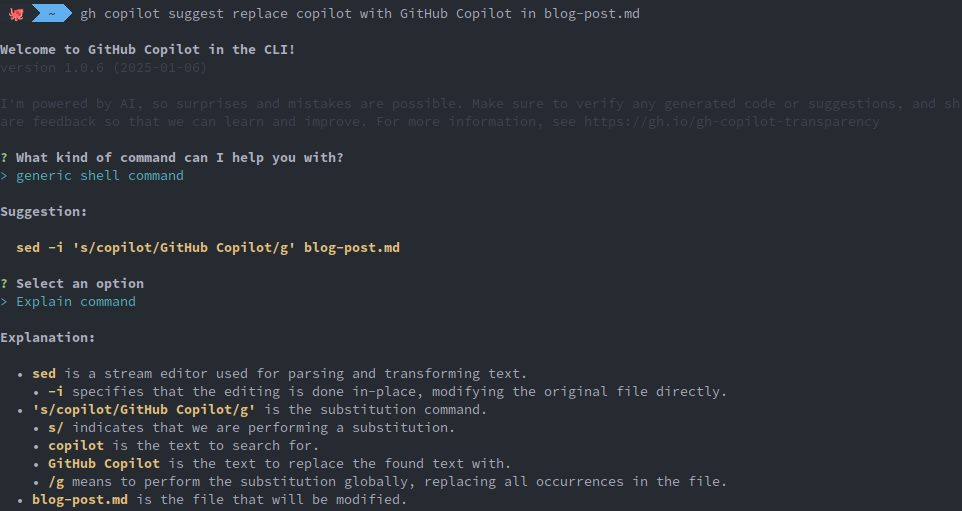 ~ gh copilot suggest replace copilot with GitHub Copilot in blog-post.md
Welcome to GitHub Copilot in the CLI!
version 1.0.6 (2025-01-06)
I'm powered by AI, so surprises and mistakes are possible. Make sure to verify any generated code or suggestions, and sh
are feedback so that we can learn and improve. For more information, see https://gh.io/gh-copilot-transparency
? What kind of command can I help you with?
> generic shell command
Suggestion:
sed -i 's/copilot/GitHub Copilot/g' blog-post.md
? Select an option
> Explain command
Explanation:
• sed is a stream editor used for parsing and transforming text.
• -i specifies that the editing is done in-place, modifying the original file directly.
• 's/copilot/GitHub Copilot/g' is the substitution command.
• s/ indicates that we are performing a substitution.
• copilot is the text to search for.
• GitHub Copilot is the text to replace the found text with.
• /g means to perform the substitution globally, replacing all occurrences in the file.
• blog-post.md is the file that will be modified.